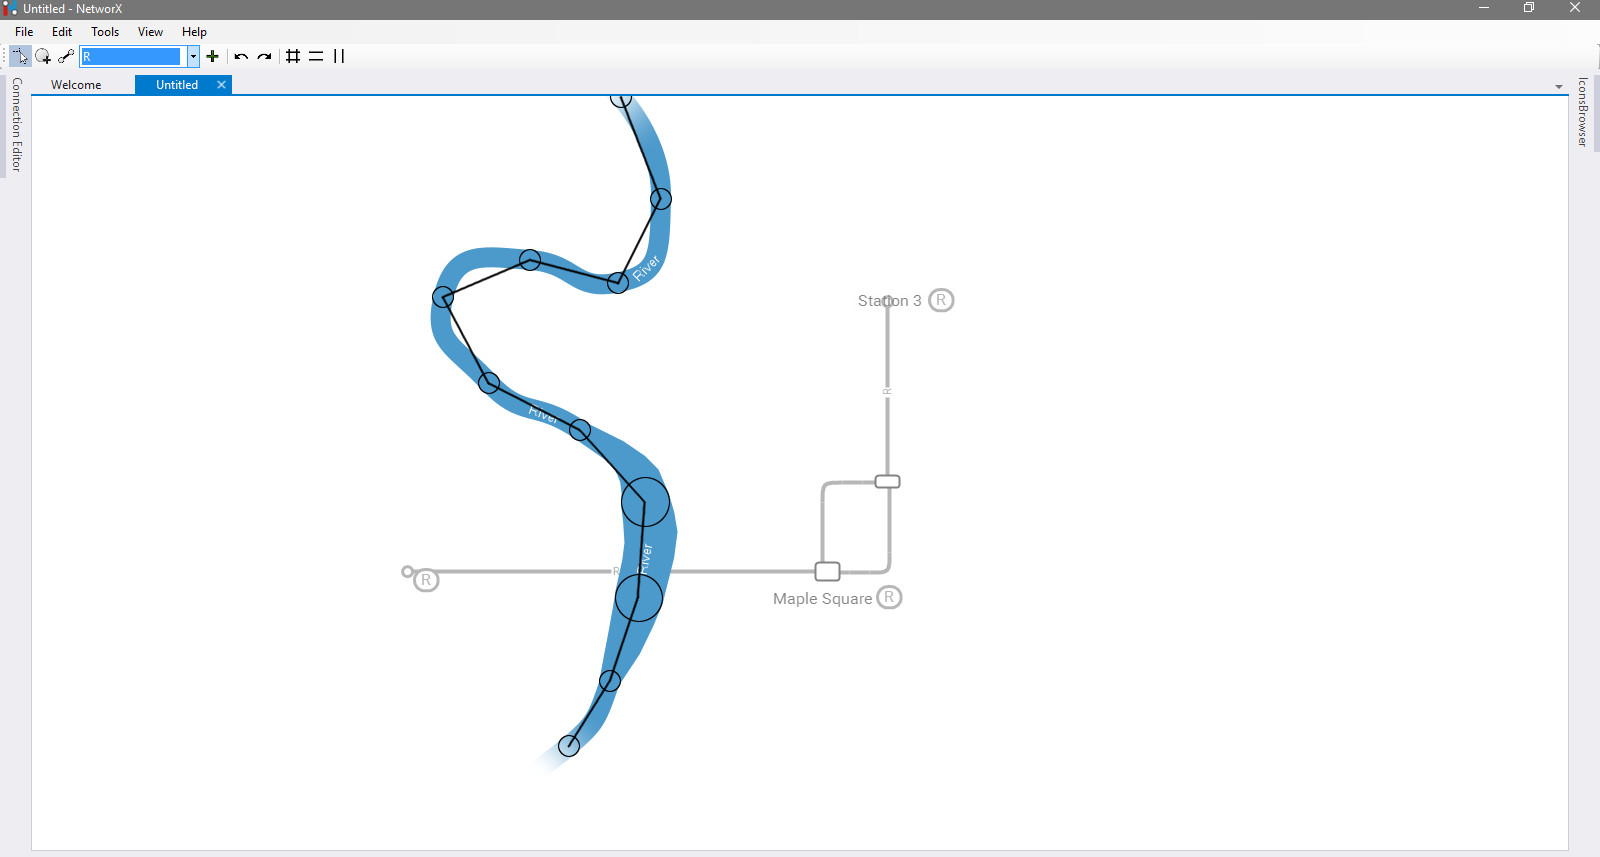 Untitled - NetworX
File Edit Tools View Help
R
Welcome Untitled
Connection Editor
IconsBrowser
River
Station 3 R
R
River
River
R
R
Maple Square R